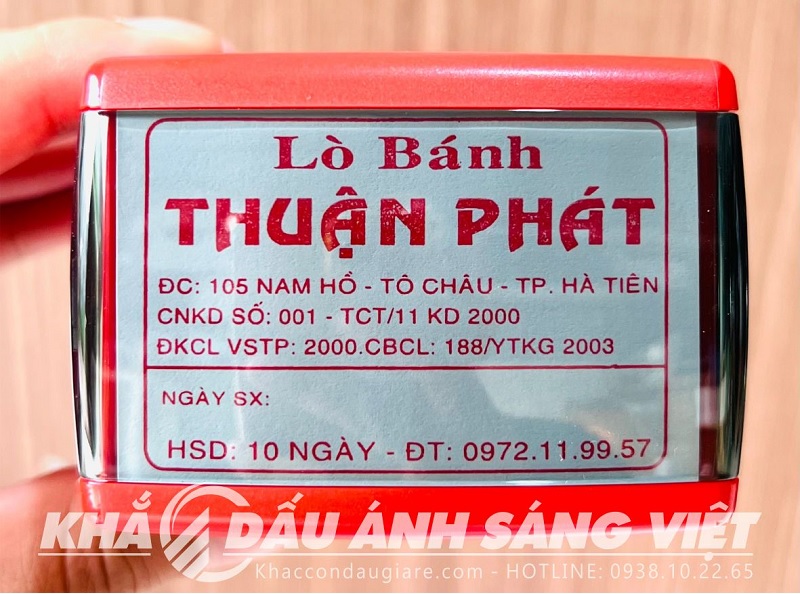 Lò Bánh
THUẬN PHÁT
ĐC: 105 NAM HỒ - TÔ CHÂU - TP. HÀ TIÊN
CNKD SỐ: 001 - TCT/11 KD 2000
ĐKCL VSTP: 2000.CBCL: 188/YTKG 2003
NGÀY SX:
HSD: 10 NGÀY - ĐT: 0972.11.99.57
KHẮC DẤU ÁNH SÁNG VIỆT
Khaccondaugiare.com - HOTLINE: 0938.10.22.65